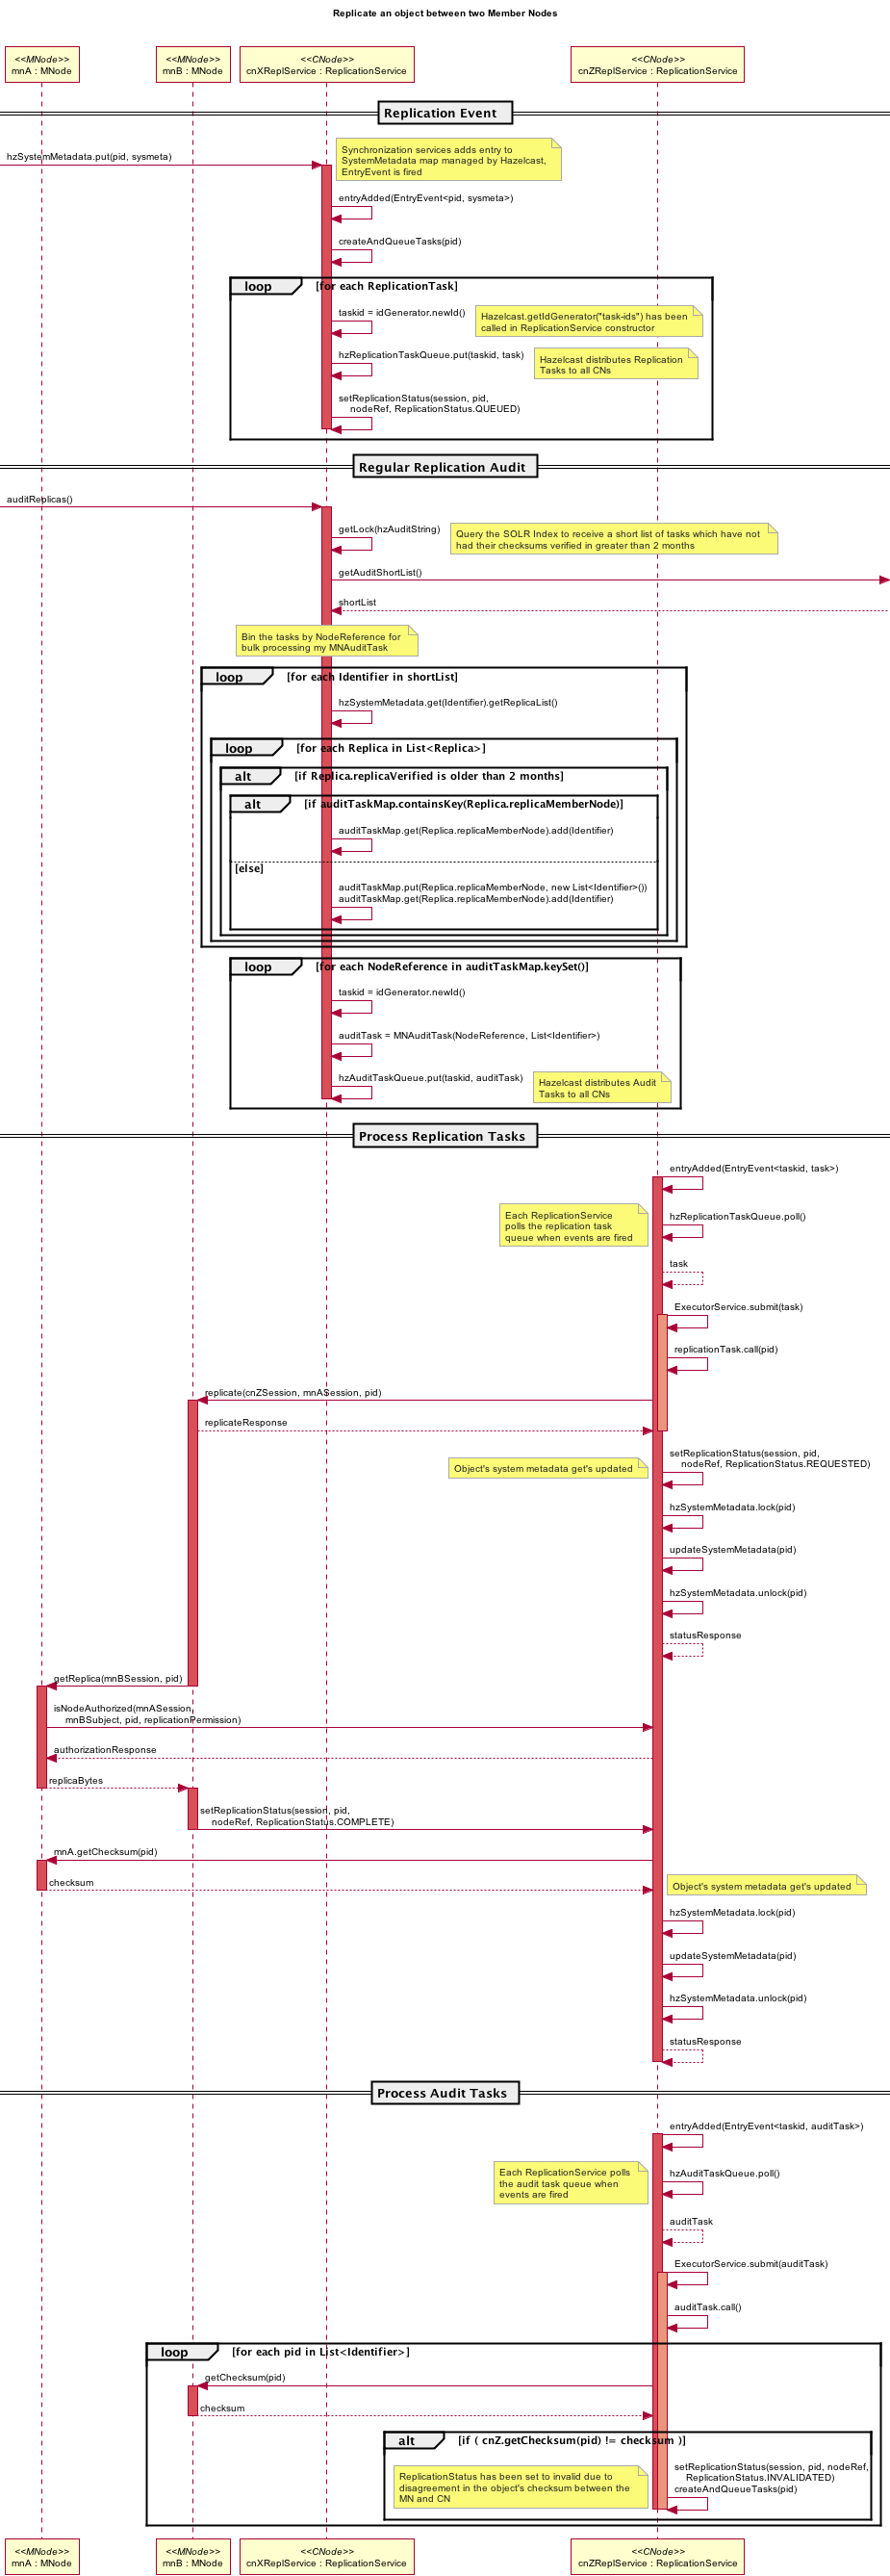 Replicate an object between two Member Nodes
<<MNode>>
mnA : MNode
<<MNode>>
mnB : MNode
<<CNode>>
cnXReplService : ReplicationService
<<CNode>>
cnZReplService : ReplicationService
Replication Event
hzSystemMetadata.put(pid, sysmeta)
Synchronization services adds entry to
SystemMetadata map managed by Hazelcast,
EntryEvent is fired
entryAdded(EntryEvent<pid, sysmeta>)
createAndQueueTasks(pid)
loop
[for each ReplicationTask]
taskid = idGenerator.newId()
Hazelcast.getIdGenerator("task-ids") has been
called in ReplicationService constructor
hzReplicationTaskQueue.put(taskid, task)
Hazelcast distributes Replication
Tasks to all CNs
setReplicationStatus(session, pid,
nodeRef, ReplicationStatus.QUEUED)
Regular Replication Audit
auditReplicas()
getLock(hzAuditString)
Query the SOLR Index to receive a short list of tasks which have not
had their checksums verified in greater than 2 months
getAuditShortList()
shortList
Bin the tasks by NodeReference for
bulk processing my MNAuditTask
loop
[for each Identifier in shortList]
hzSystemMetadata.get(Identifier).getReplicaList()
loop
[for each Replica in List<Replica>]
alt
[if Replica.replicaVerified is older than 2 months]
alt
[if auditTaskMap.containsKey(Replica.replicaMemberNode)]
auditTaskMap.get(Replica.replicaMemberNode).add(Identifier)
[else]
auditTaskMap.put(Replica.replicaMemberNode, new List<Identifier>())
auditTaskMap.get(Replica.replicaMemberNode).add(Identifier)
loop
[for each NodeReference in auditTaskMap.keySet()]
taskid = idGenerator.newId()
auditTask = MNAuditTask(NodeReference, List<Identifier>)
hzAuditTaskQueue.put(taskid, auditTask)
Hazelcast distributes Audit
Tasks to all CNs
Process Replication Tasks
entryAdded(EntryEvent<taskid, task>)
Each ReplicationService
polls the replication task
queue when events are fired
hzReplicationTaskQueue.poll()
task
ExecutorService.submit(task)
replicationTask.call(pid)
replicate(cnZSession, mnASession, pid)
replicateResponse
setReplicationStatus(session, pid,
nodeRef, ReplicationStatus.REQUESTED)
Object's system metadata get's updated
hzSystemMetadata.lock(pid)
updateSystemMetadata(pid)
hzSystemMetadata.unlock(pid)
statusResponse
getReplica(mnBSession, pid)
isNodeAuthorized(mnASession,
mnBSubject, pid, replicationPermission)
authorizationResponse
replicaBytes
setReplicationStatus(session, pid,
nodeRef, ReplicationStatus.COMPLETE)
mnA.getChecksum(pid)
checksum
Object's system metadata get's updated
hzSystemMetadata.lock(pid)
updateSystemMetadata(pid)
hzSystemMetadata.unlock(pid)
statusResponse
Process Audit Tasks
entryAdded(EntryEvent<taskid, auditTask>)
Each ReplicationService polls
the audit task queue when
events are fired
hzAuditTaskQueue.poll()
auditTask
ExecutorService.submit(auditTask)
auditTask.call()
loop
[for each pid in List<Identifier>]
getChecksum(pid)
checksum
alt
[if ( cnZ.getChecksum(pid) != checksum )]
ReplicationStatus has been set to invalid due to
disagreement in the object's checksum between the
MN and CN
setReplicationStatus(session, pid, nodeRef,
ReplicationStatus.INVALIDATED)
createAndQueueTasks(pid)
<<MNode>>
mnA : MNode
<<MNode>>
mnB : MNode
<<CNode>>
cnXReplService : ReplicationService
<<CNode>>
cnZReplService : ReplicationService